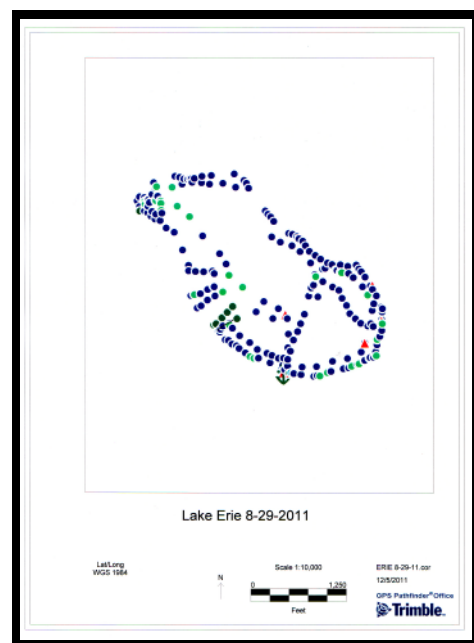 Lake Erie 8-29-2011
Lat/Long
WGS 1984
N
Scale 1:10,000
0 1,250
Feet
ERIE 8-29-11.cor
12/5/2011
GPS Pathfinder® Office
Trimble.